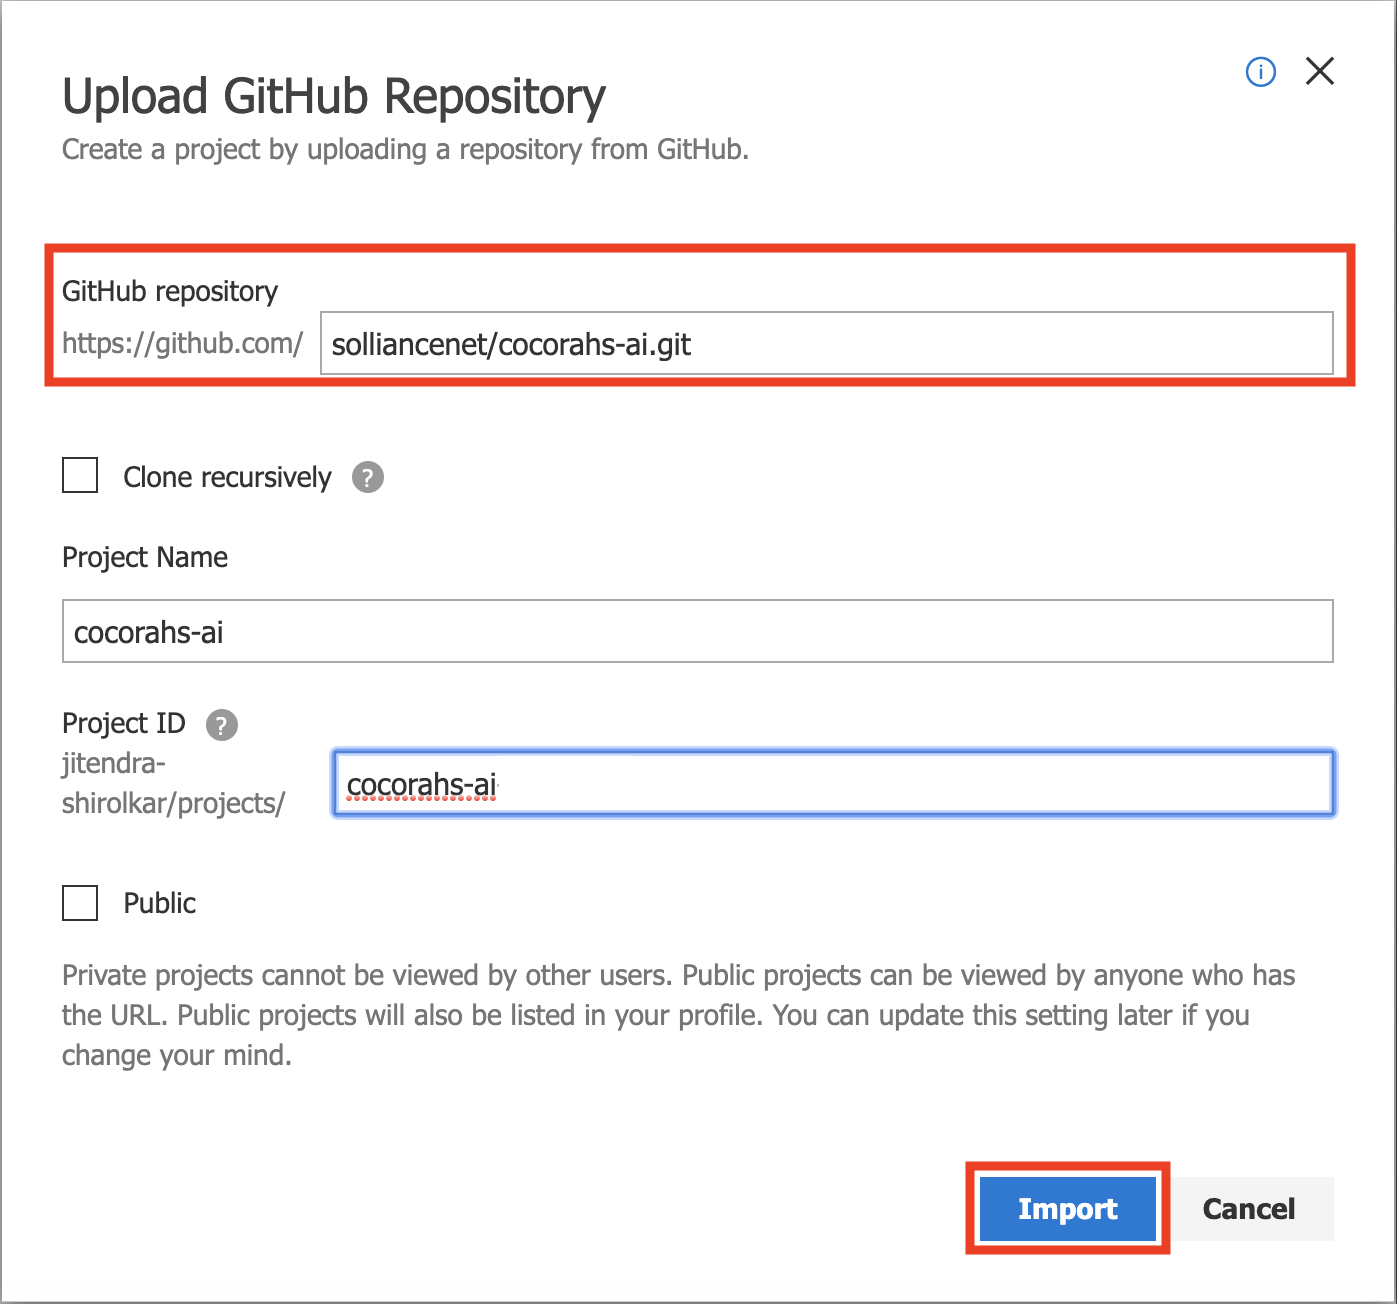 Upload GitHub Repository
Create a project by uploading a repository from GitHub.
GitHub repository
https://github.com/ solliancenet/cocorahs-ai.git
Clone recursively ?
Project Name
cocorahs-ai
Project ID ?
jitendra-
shirolkar/projects/ cocorahs-ai
Public
Private projects cannot be viewed by other users. Public projects can be viewed by anyone who has
the URL. Public projects will also be listed in your profile. You can update this setting later if you
change your mind.
Import Cancel